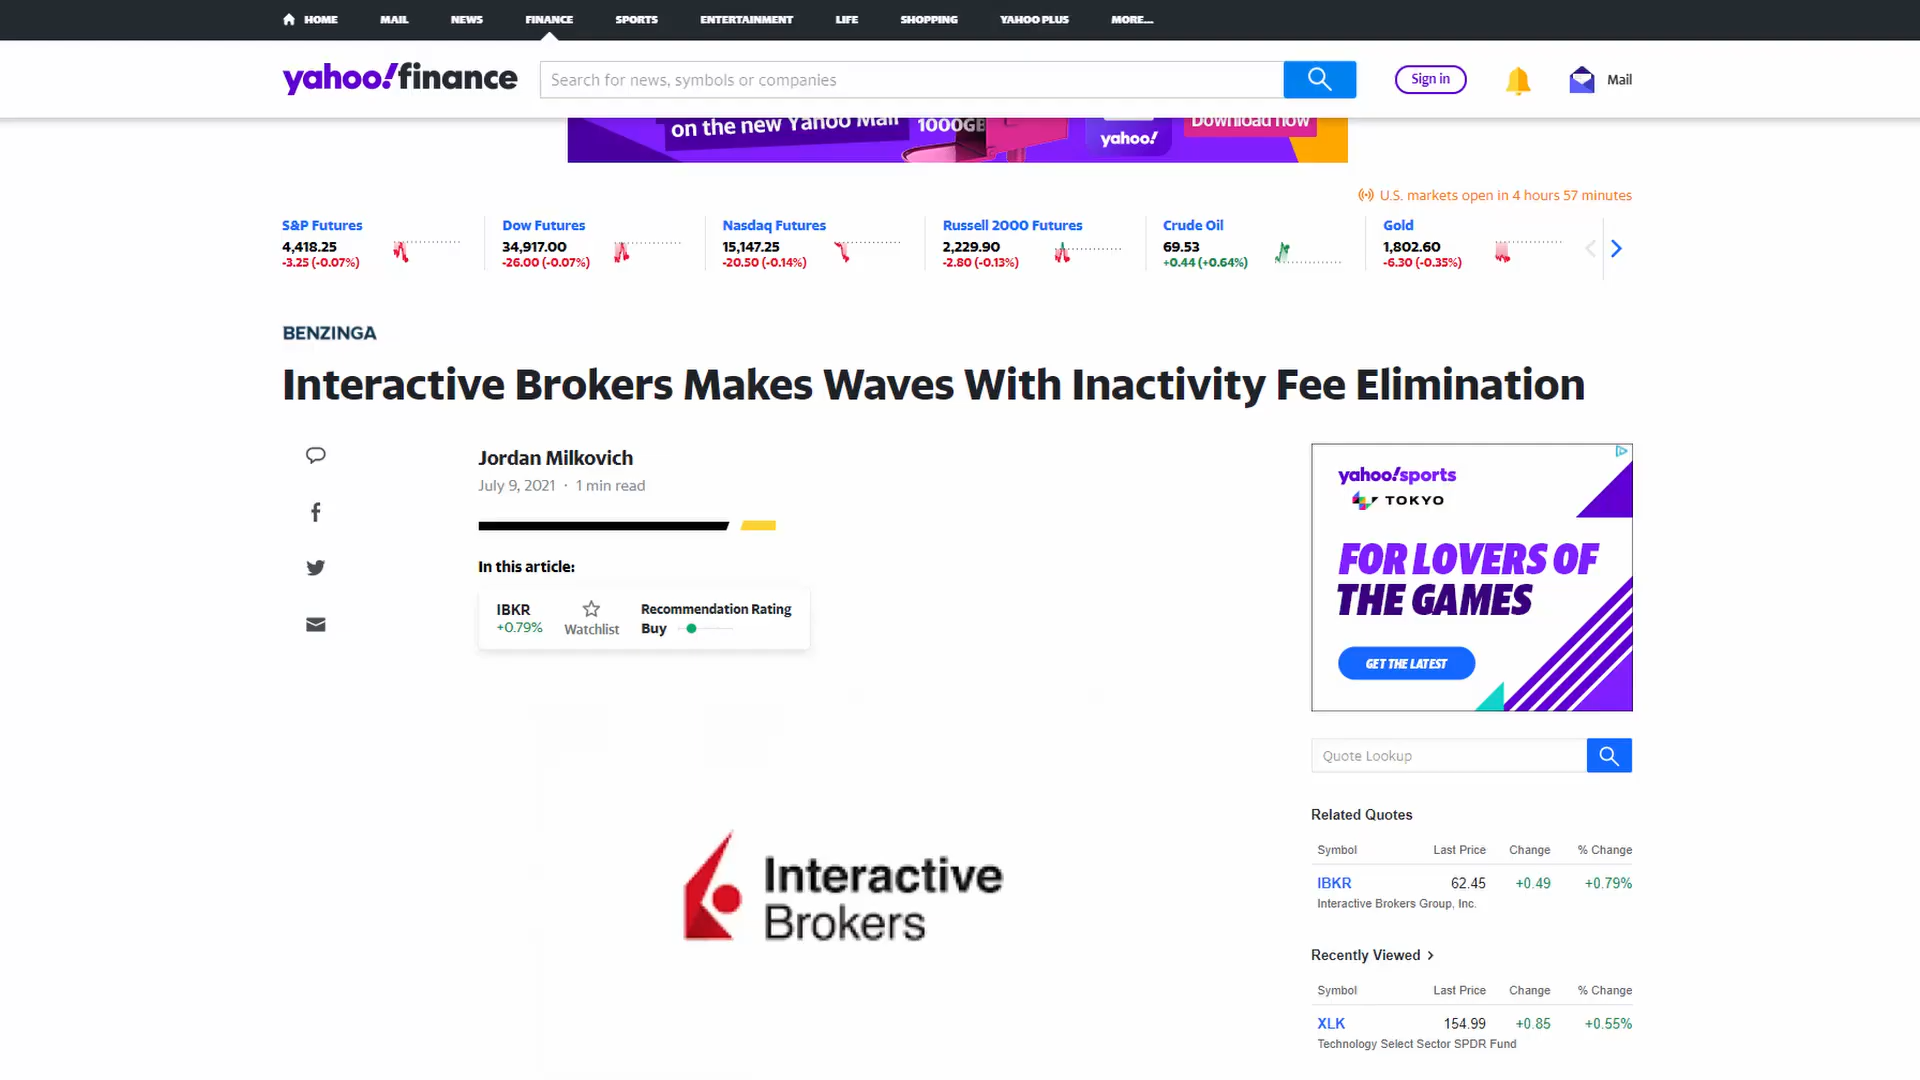 HOME MAIL NEWS FINANCE SPORTS ENTERTAINMENT LIFE SHOPPING YAHOO PLUS MORE...
yahoo!finance
Search for news, symbols or companies
Sign in
Mail
on the new Yahoo Mail
1000GB
yahoo!
Download now
U.S. markets open in 4 hours 57 minutes
S&P Futures
4,418.25
-3.25 (-0.07%)
Dow Futures
34,917.00
-26.00 (-0.07%)
Nasdaq Futures
15,147.25
-20.50 (-0.14%)
Russell 2000 Futures
2,229.90
-2.80 (-0.13%)
Crude Oil
69.53
+0.44 (+0.64%)
Gold
1,802.60
-6.30 (-0.35%)
BENZINGA
Interactive Brokers Makes Waves With Inactivity Fee Elimination
Jordan Milkovich
July 9, 2021 · 1 min read
In this article:
IBKR
+0.79%
Watchlist
Recommendation Rating
Buy
Interactive
Brokers
yahoo!sports
TOKYO
FOR LOVERS OF
THE GAMES
GET THE LATEST
Quote Lookup
Related Quotes
Symbol Last Price Change % Change
IBKR 62.45 +0.49 +0.79%
Interactive Brokers Group, Inc.
Recently Viewed
Symbol Last Price Change % Change
XLK 154.99 +0.85 +0.55%
Technology Select Sector SPDR Fund